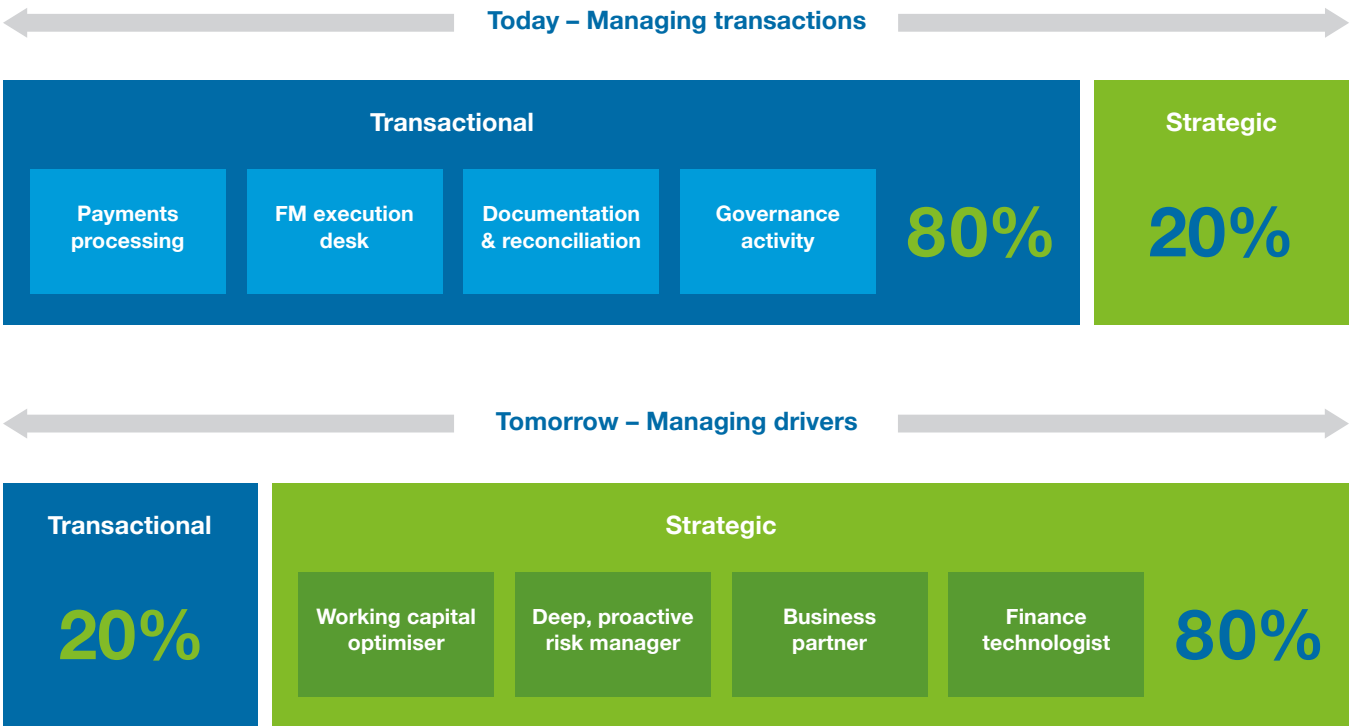 Today – Managing transactions
Transactional
Strategic
Payments
processing
FM execution
desk
Documentation
& reconciliation
Governance
activity
80%
20%
Tomorrow – Managing drivers
Transactional
Strategic
20%
Working capital
optimiser
Deep, proactive
risk manager
Business
partner
Finance
technologist
80%